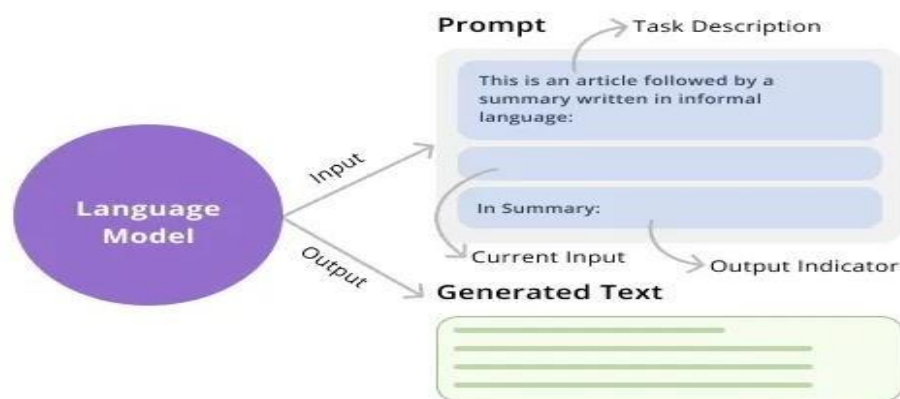 Prompt
Task Description
This is an article followed by a
summary written in informal
language:
Input
Language
Model
In Summary:
Output
Current Input
Output Indicator
Generated Text